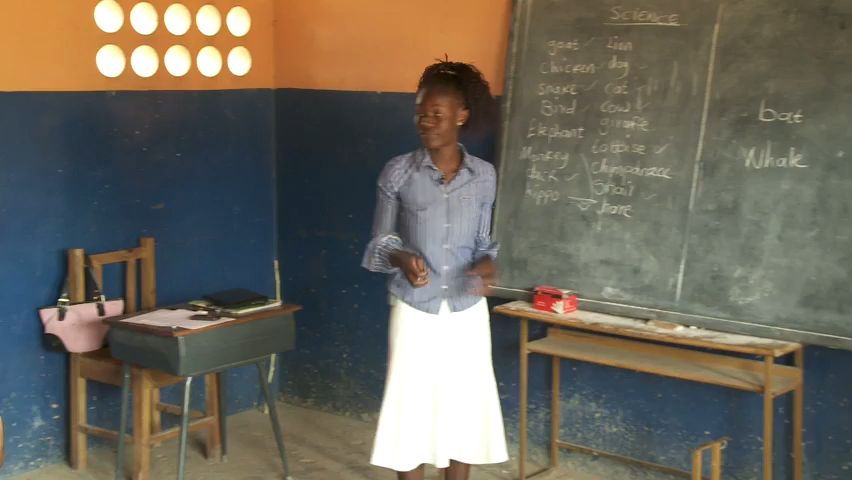 SCIENCE
goat ✓ Lion
Chicken ✓ dog ✓
Snake ✓ cat ✓
Bird ✓ cow ✓
Elephant giraffe
Monkey tortoise ✓
duck ✓ Chimpanzee
hippo Snail ✓
hare
bat
Whale